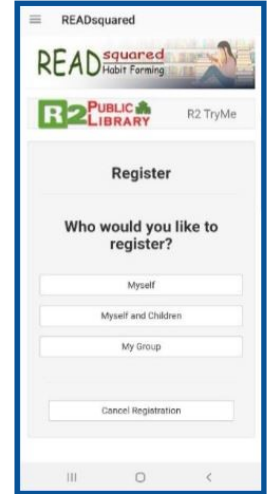 READsquared
READ squared
Habit Forming
R2 PUBLIC
LIBRARY
R2 TryMe
Register
Who would you like to
register?
Myself
Myself and Children
My Group
Cancel Registration